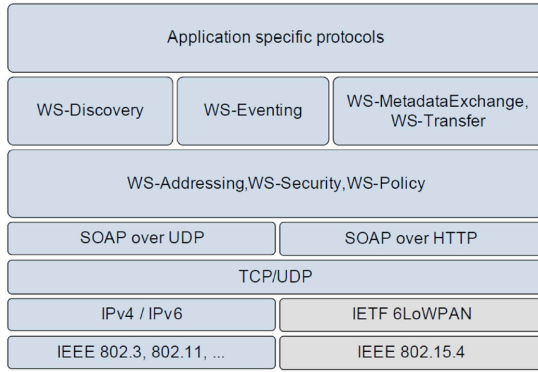 Application specific protocols
WS-Discovery
WS-Eventing
WS-MetadataExchange,
WS-Transfer
WS-Addressing,WS-Security,WS-Policy
SOAP over UDP
SOAP over HTTP
TCP/UDP
IPv4 / IPv6
IETF 6LoWPAN
IEEE 802.3, 802.11, ...
IEEE 802.15.4